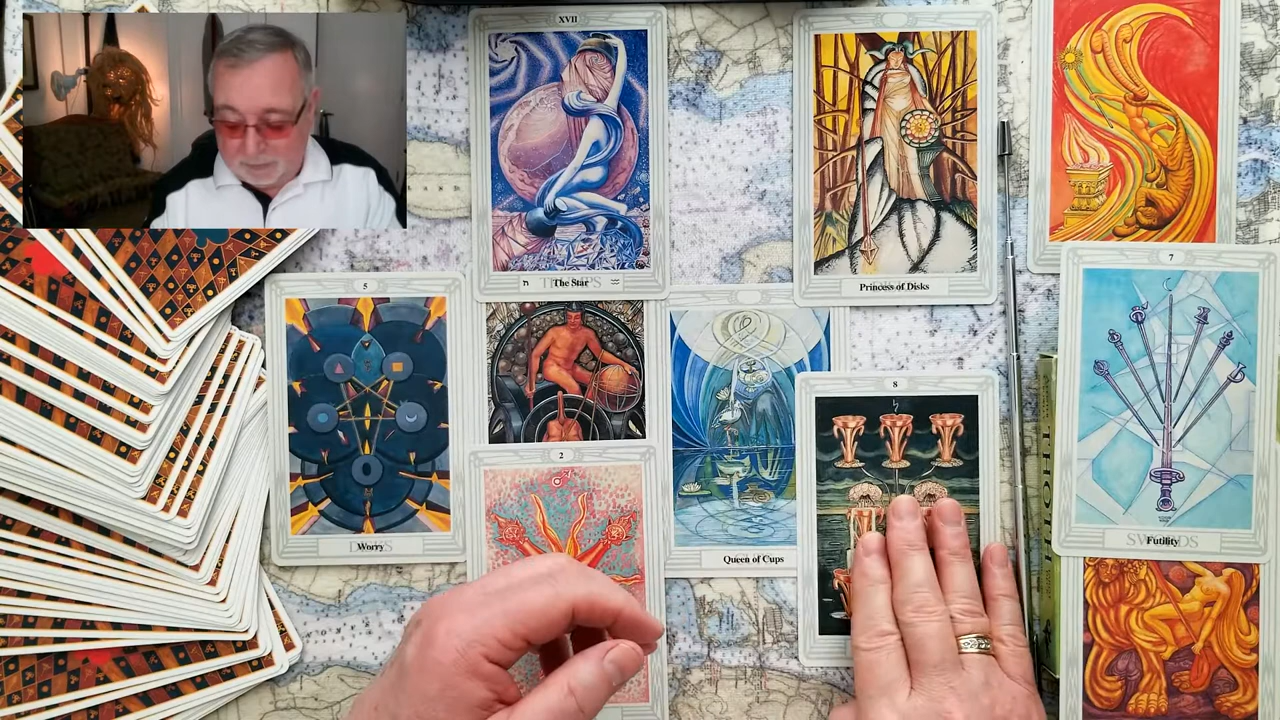 XVII
The Star
Princess of Disks
7
Futility
5
Worry
Queen of Cups
8
2
THOTH